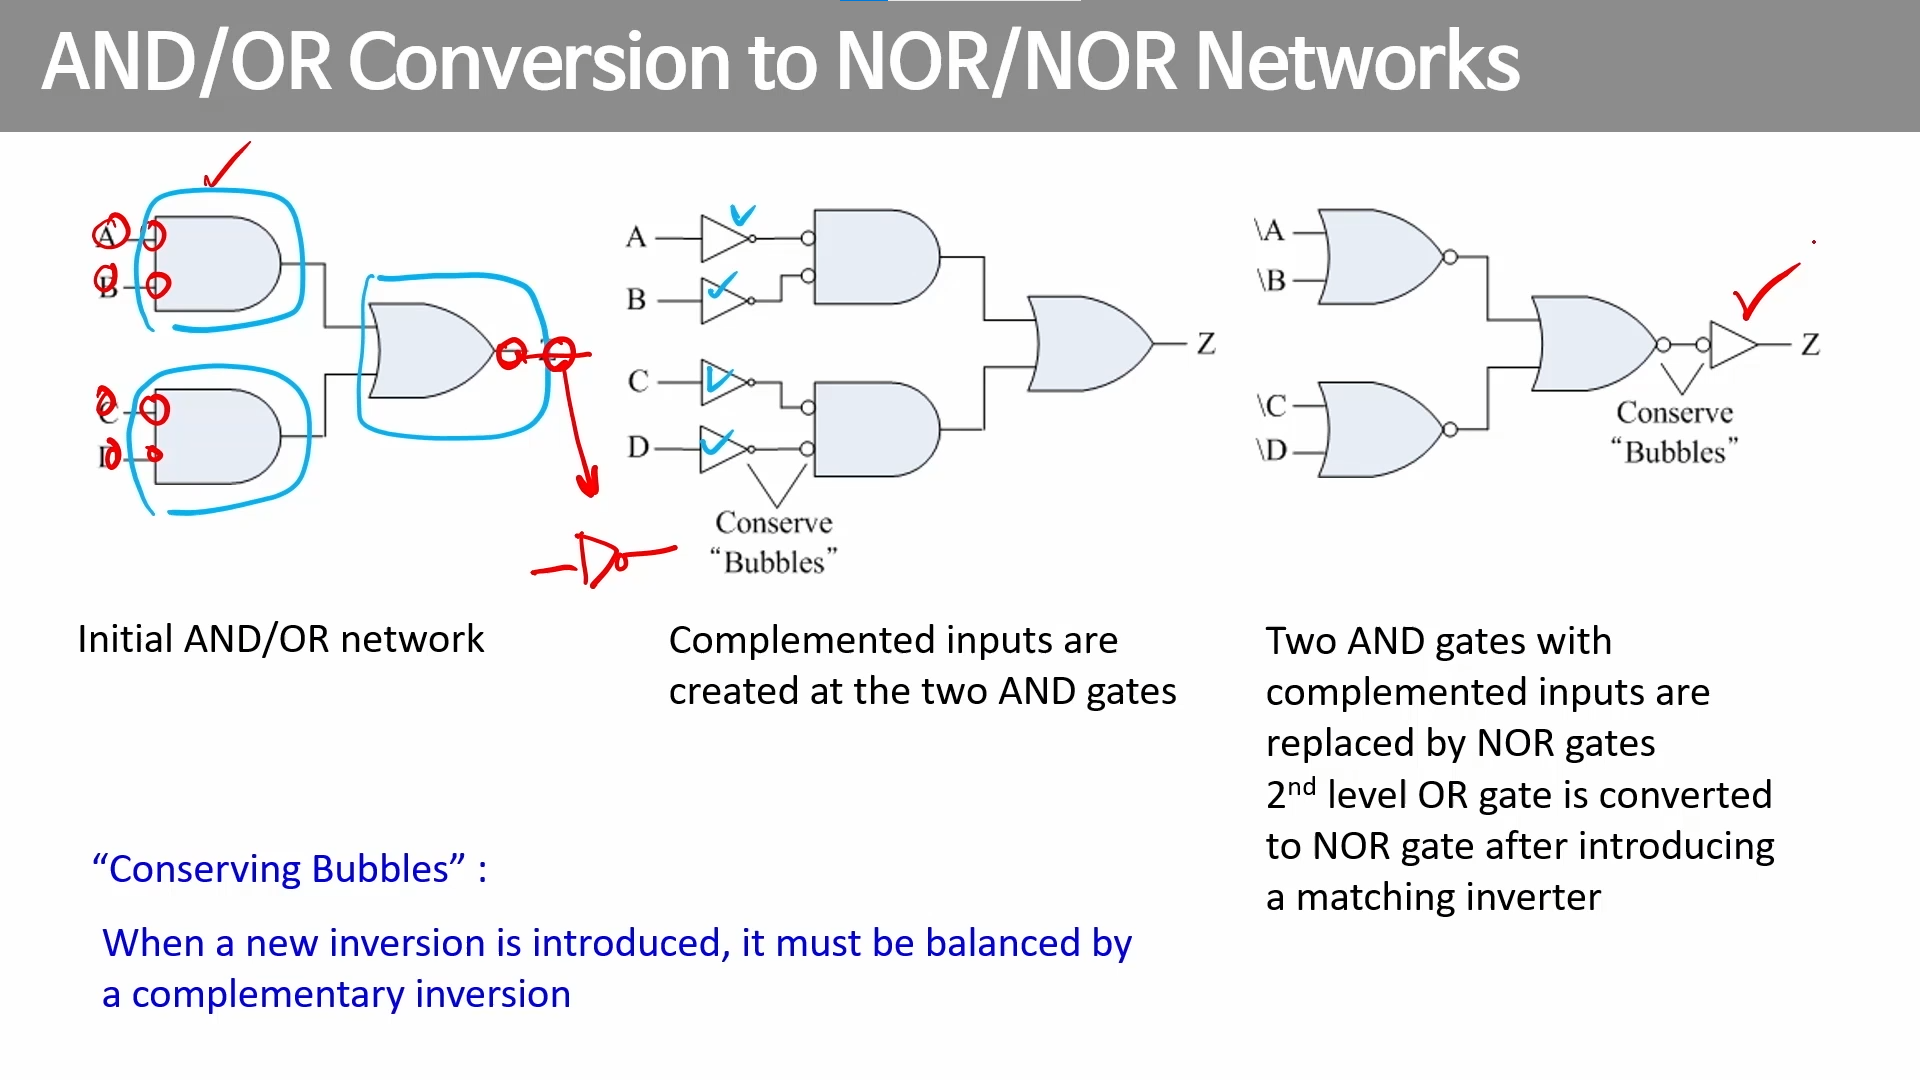 AND/OR Conversion to NOR/NOR Networks
A
B
C
D
A
B
C
D
Z
Conserve
“Bubbles”
\A
\B
\C
\D
Z
Conserve
“Bubbles”
Initial AND/OR network
Complemented inputs are
created at the two AND gates
Two AND gates with
complemented inputs are
replaced by NOR gates
2nd level OR gate is converted
to NOR gate after introducing
a matching inverter
“Conserving Bubbles” :
When a new inversion is introduced, it must be balanced by
a complementary inversion